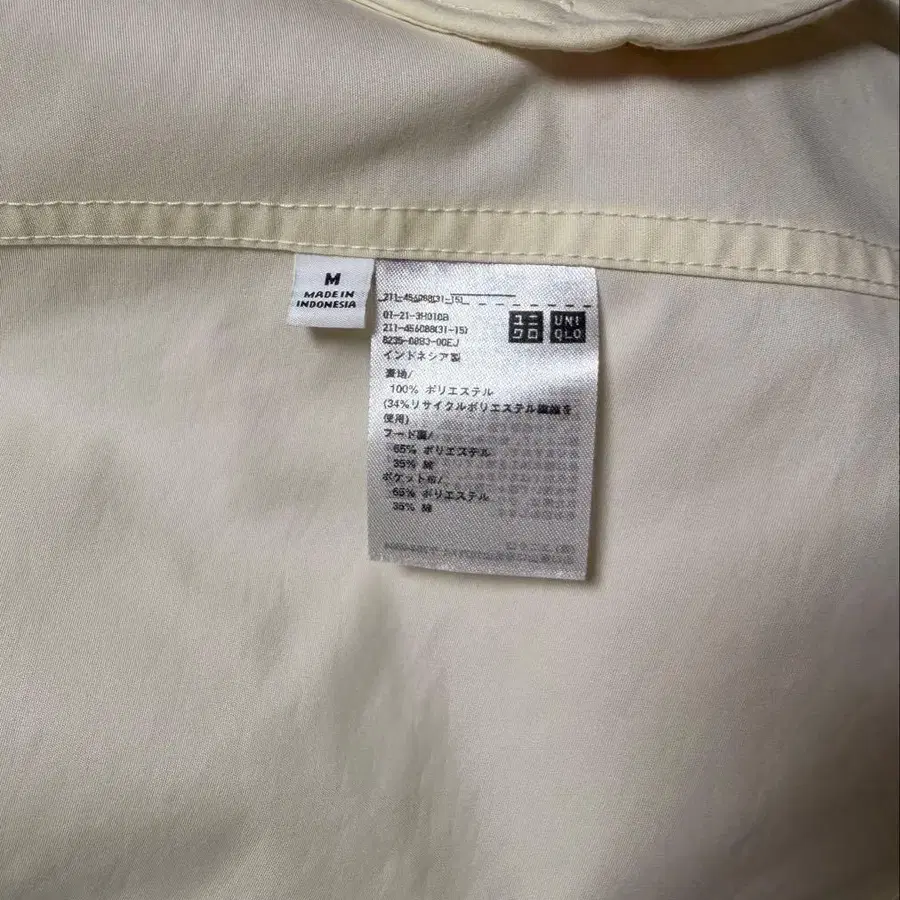 M
MADE IN
INDONESIA
211-456088(31-15)
01-21-3H010A
211-456088(31-15)
ユニクロ
UNIQLO
インドネシア製
裏地/
100% ポリエステル
(34%リサイクルポリエステル繊維を
使用)
フード裏/
65% ポリエステル
35% 綿
ポケット布/
65% ポリエステル
35% 綿